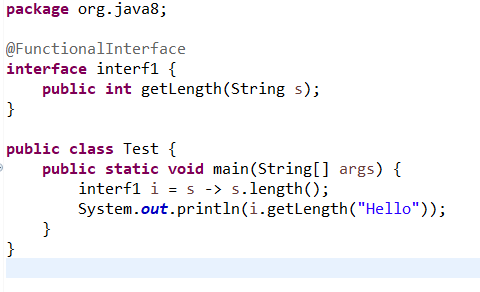 package org.java8;
@FunctionalInterface
interface interf1 {
    public int getLength(String s);
}
public class Test {
    public static void main(String[] args) {
        interf1 i = s -> s.length();
        System.out.println(i.getLength("Hello"));
    }
}